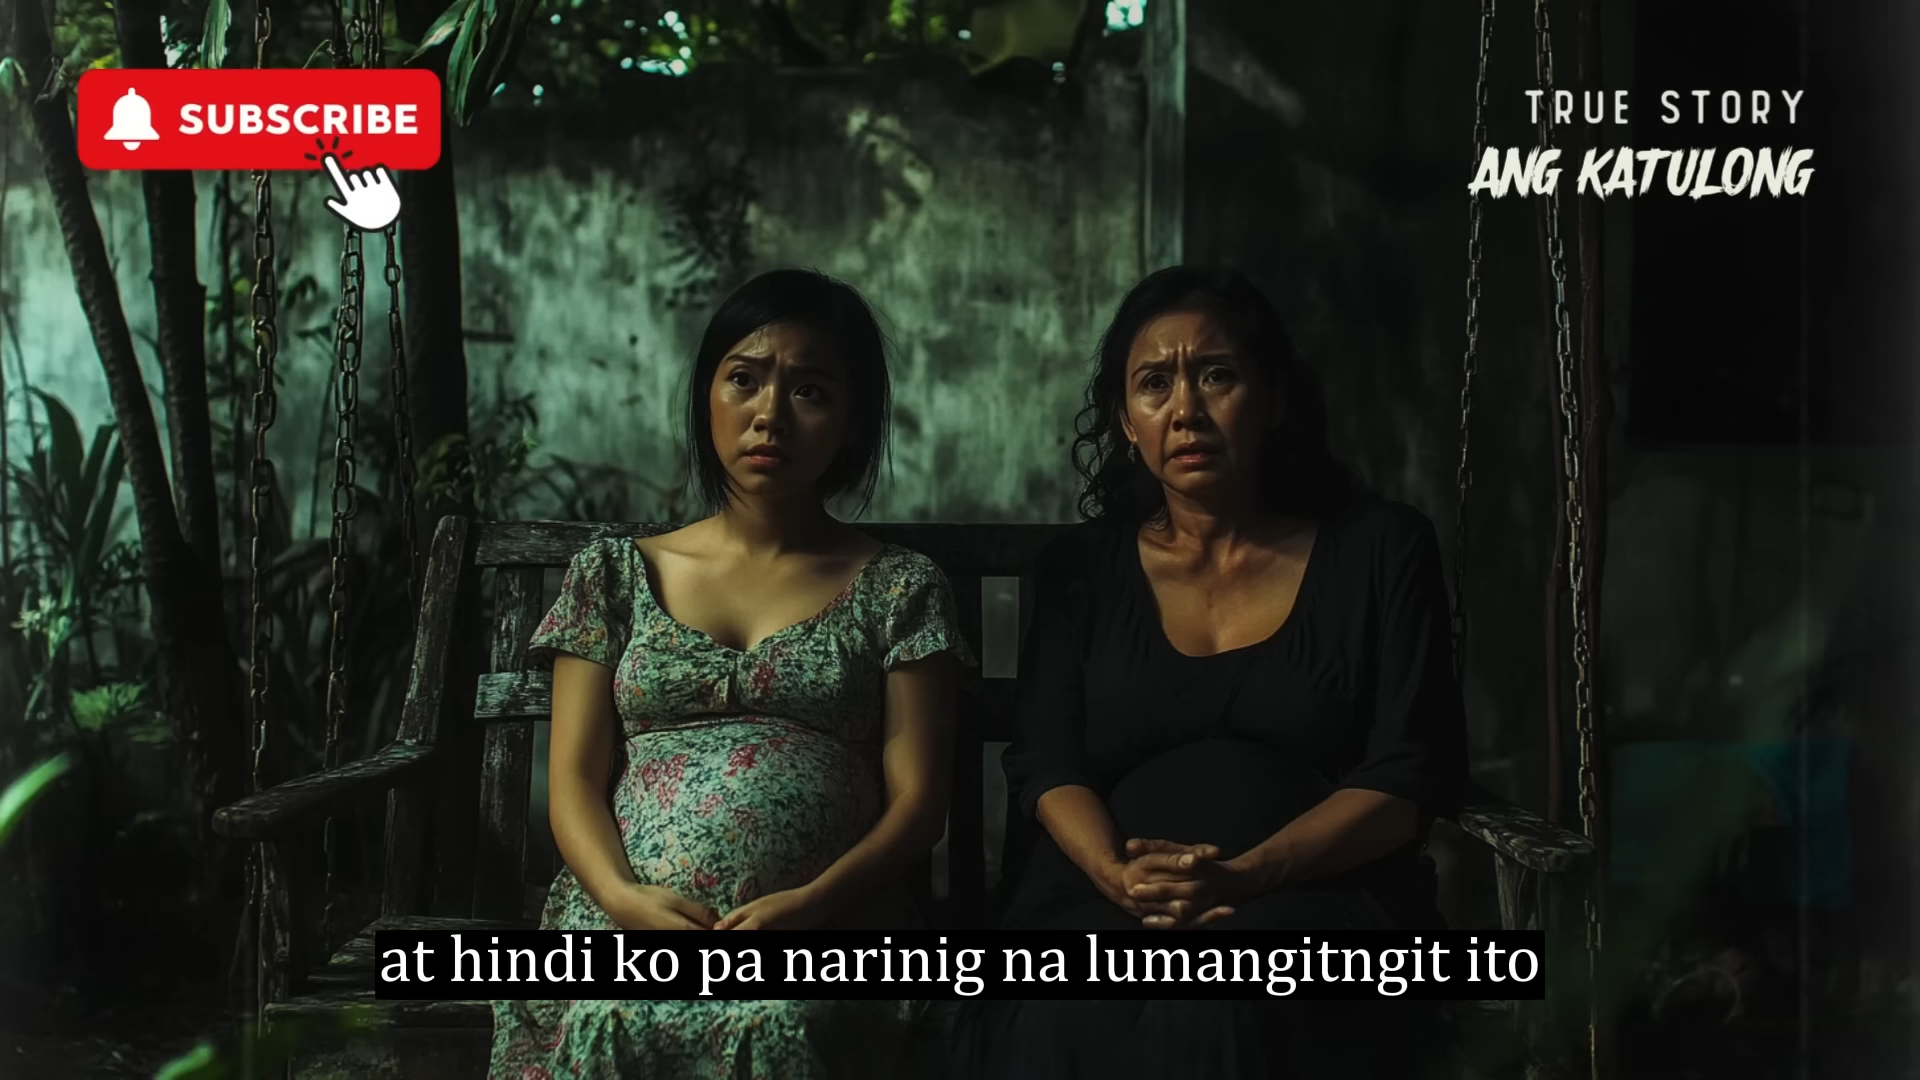 SUBSCRIBE
TRUE STORY
ANG KATULONG
at hindi ko pa narinig na lumangitngit ito